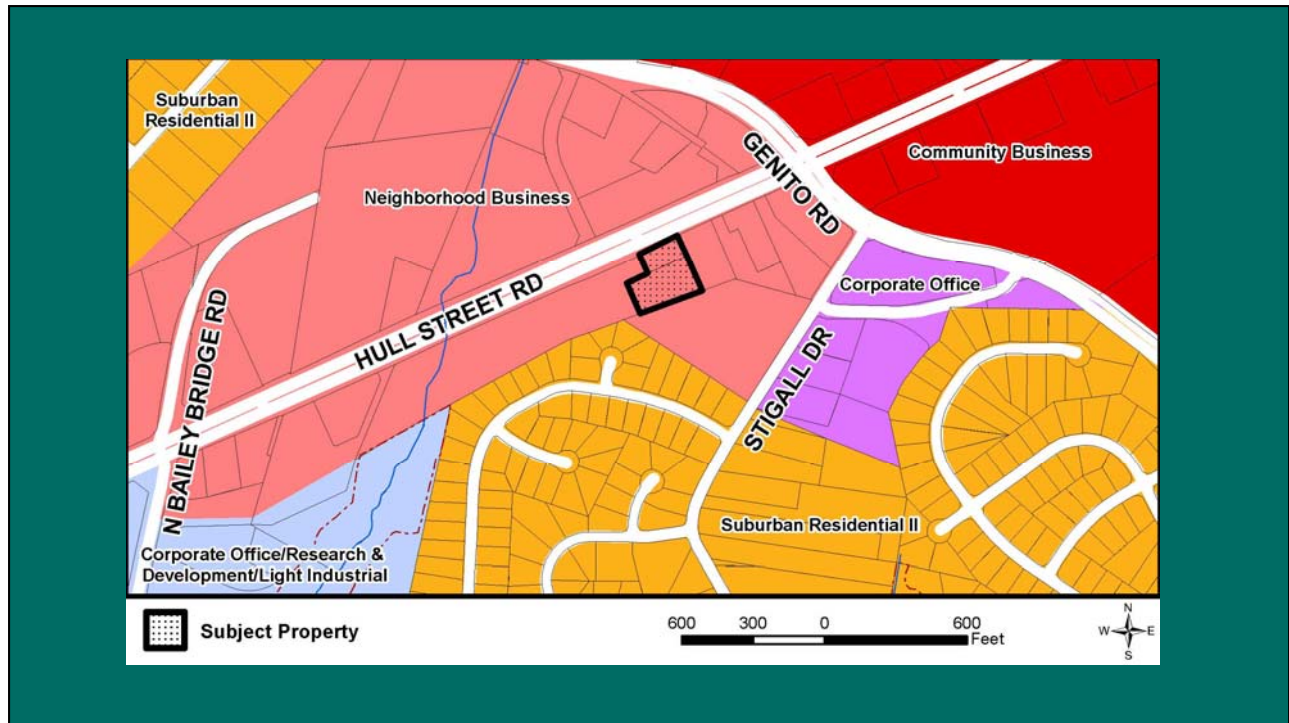 Suburban
Residential II
GENITO RD
Community Business
Neighborhood Business
HULL STREET RD
Corporate Office
N BAILEY BRIDGE RD
STIGALL DR
Suburban Residential II
Corporate Office/Research &
Development/Light Industrial
Subject Property
600 300 0 600
Feet
N
W E
S